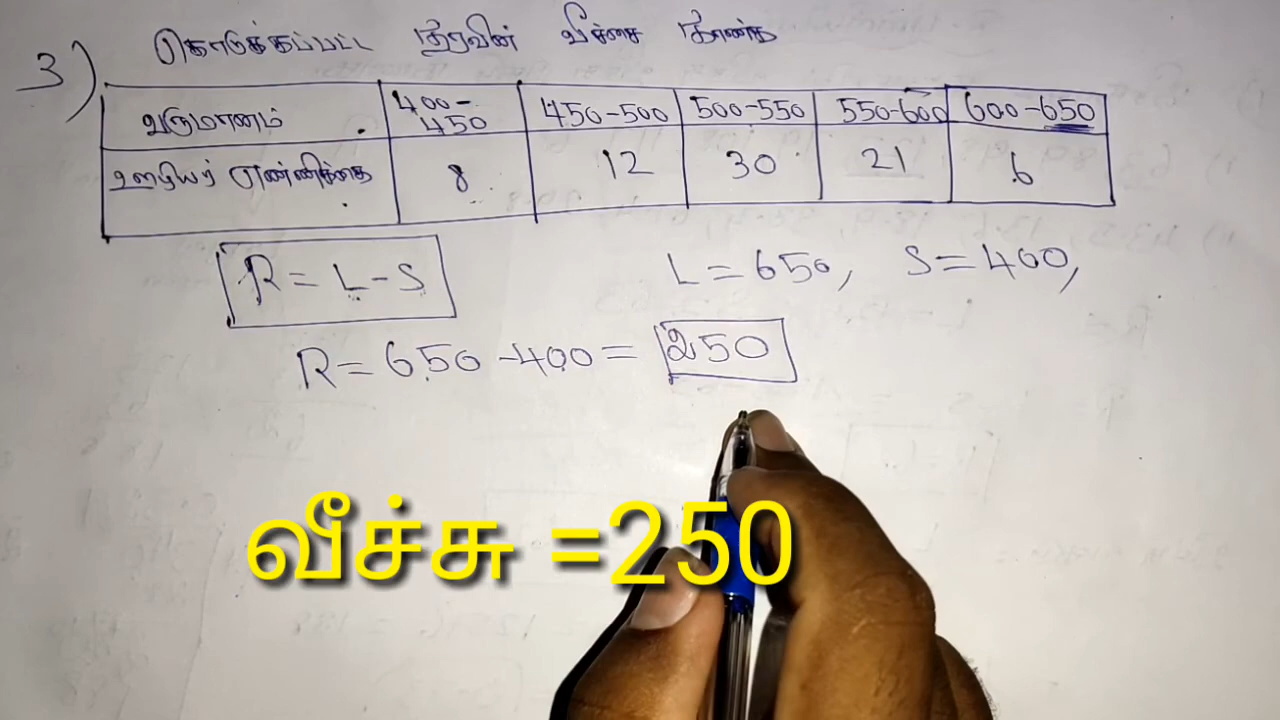 3) கொடுக்கப்பட்ட தரவின் வீச்சை காண்க
வருமானம் 400-450 450-500 500-550 550-600 600-650
ஊழியர் எண்ணிக்கை 8 12 30 21 6
R = L-S L = 650, S = 400,
R = 650 -400 = 250
வீச்சு =250